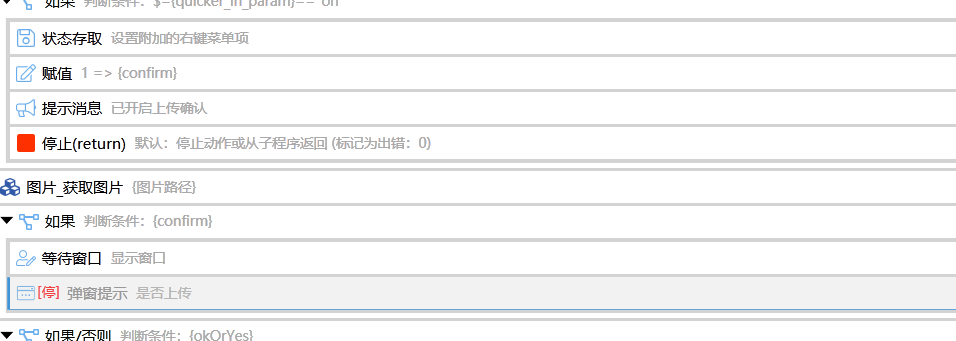 如果 判断条件: $={quicker_in_param}== "on"
状态存取 设置附加的右键菜单项
赋值 1 => {confirm}
提示消息 已开启上传确认
停止(return) 默认: 停止动作或从子程序返回 (标记为出错: 0)
图片_获取图片 {图片路径}
如果 判断条件: {confirm}
等待窗口 显示窗口
[停] 弹窗提示 是否上传
如果/否则 判断条件: {okOrYes}